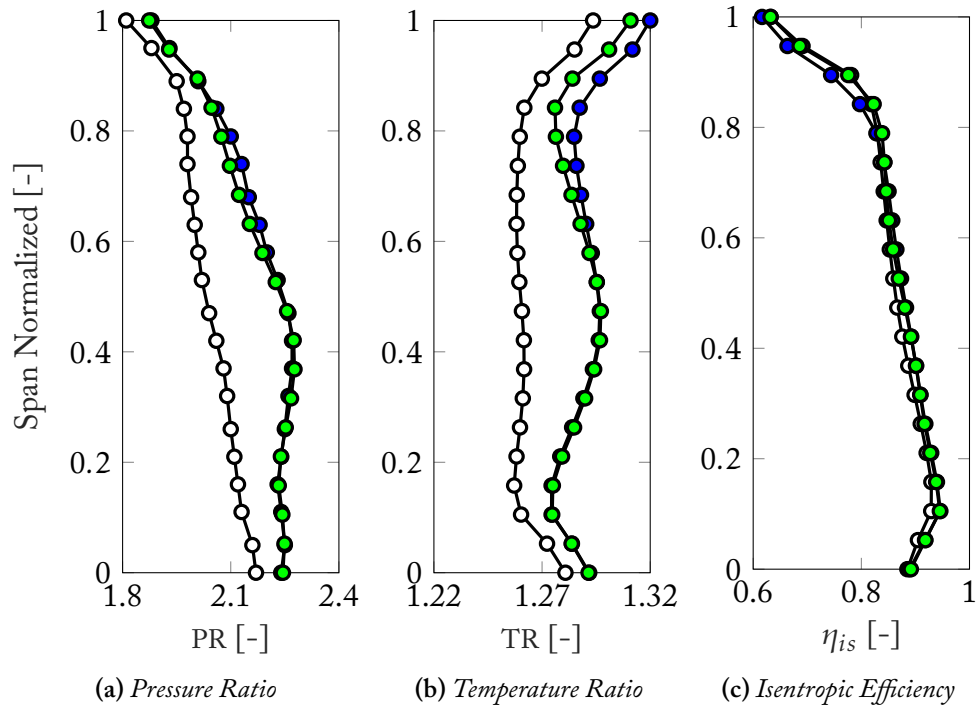 Span Normalized [-]
1
0.8
0.6
0.4
0.2
0
1.8 2.1 2.4
PR [-]
(a) Pressure Ratio
1
0.8
0.6
0.4
0.2
0
1.22 1.27 1.32
TR [-]
(b) Temperature Ratio
1
0.8
0.6
0.4
0.2
0
0.6 0.8 1
η_is [-]
(c) Isentropic Efficiency